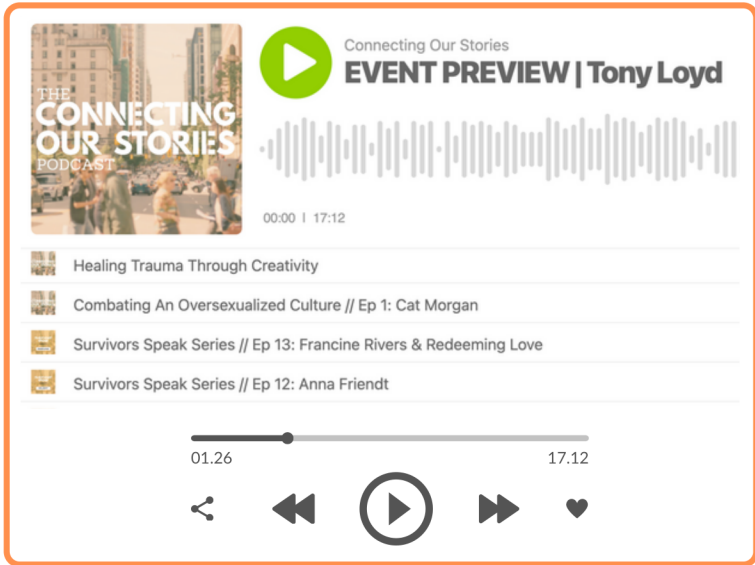 THE
CONNECTING
OUR STORIES
PODCAST
Connecting Our Stories
EVENT PREVIEW | Tony Loyd
00:00 | 17:12
Healing Trauma Through Creativity
Combating An Oversexualized Culture // Ep 1: Cat Morgan
Survivors Speak Series // Ep 13: Francine Rivers & Redeeming Love
Survivors Speak Series // Ep 12: Anna Friendt
01.26
17.12